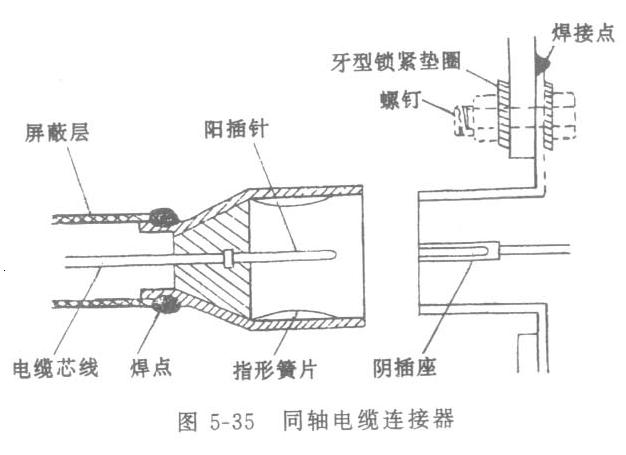 焊接点
牙型锁紧垫圈
螺钉
屏蔽层
阳插针
电缆芯线
焊点
指形簧片
阴插座
图 5-35 同轴电缆连接器